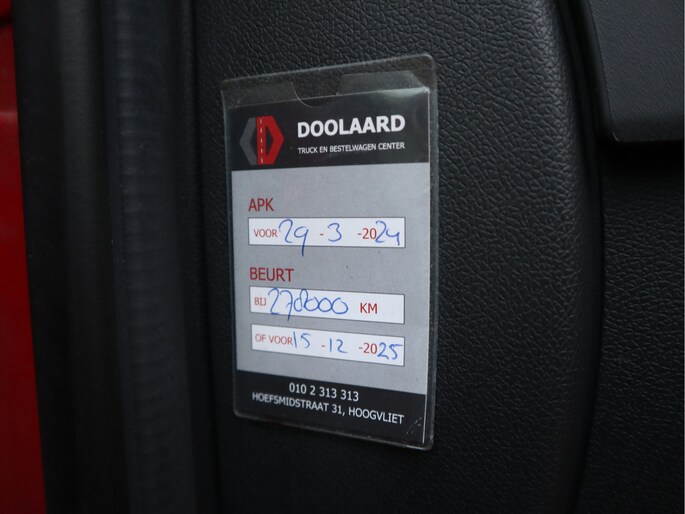 DOOLAARD
TRUCK EN BESTELWAGEN CENTER
APK
VOOR 29 -3 -2024
BEURT
BIJ 278000 KM
OF VOOR 15 -12 -2025
010 2 313 313
HOEFSMIDSTRAAT 31, HOOGVLIET